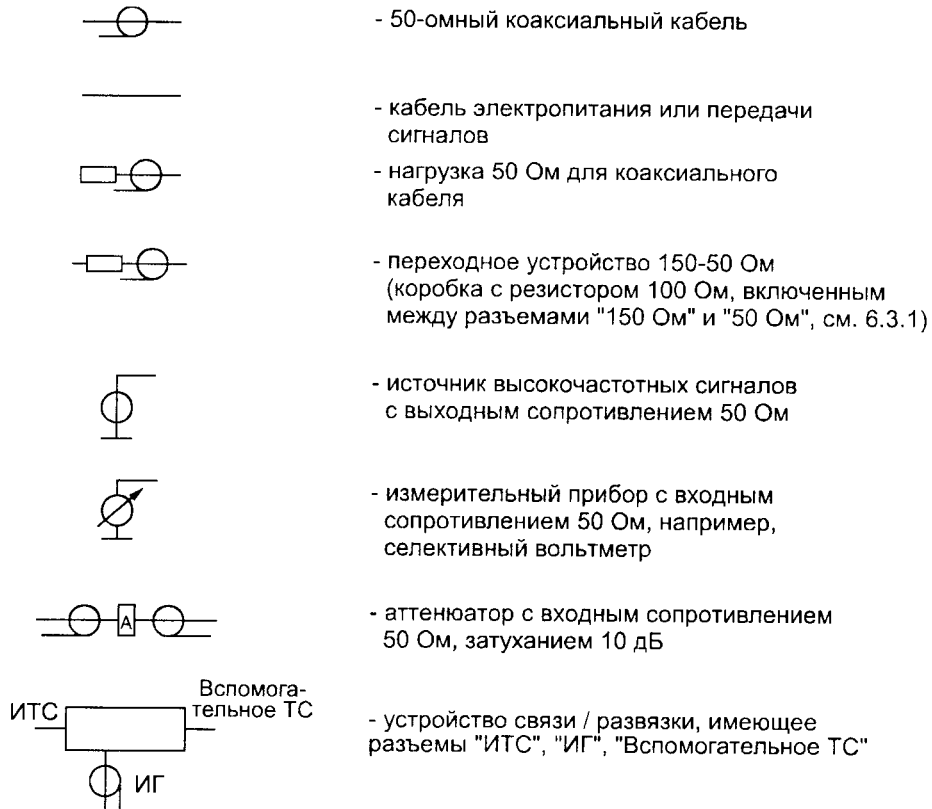 - 50-омный коаксиальный кабель
- кабель электропитания или передачи
сигналов
- нагрузка 50 Ом для коаксиального
кабеля
- переходное устройство 150-50 Ом
(коробка с резистором 100 Ом, включенным
между разъемами "150 Ом" и "50 Ом", см. 6.3.1)
- источник высокочастотных сигналов
с выходным сопротивлением 50 Ом
- измерительный прибор с входным
сопротивлением 50 Ом, например,
селективный вольтметр
А
- аттенюатор с входным сопротивлением
50 Ом, затуханием 10 дБ
ИТС
Вспомога-
тельное ТС
ИГ
- устройство связи / развязки, имеющее
разъемы "ИТС", "ИГ", "Вспомогательное ТС"